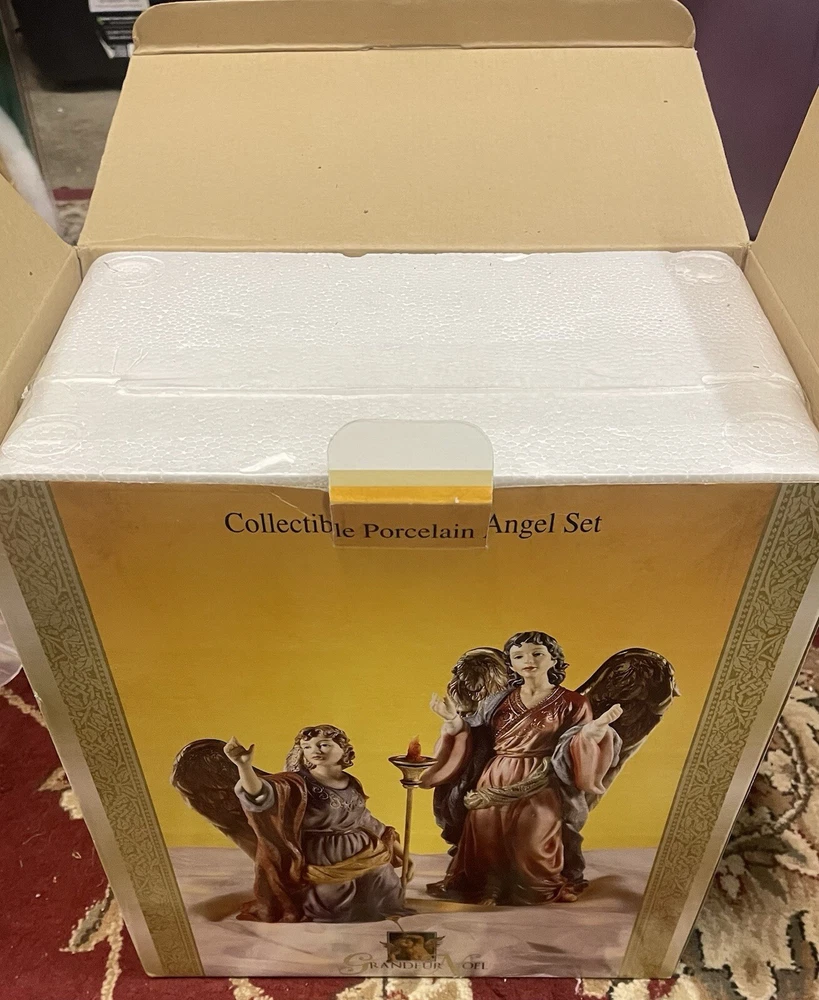 Collectible Porcelain Angel Set
GRANDEUR NOEL